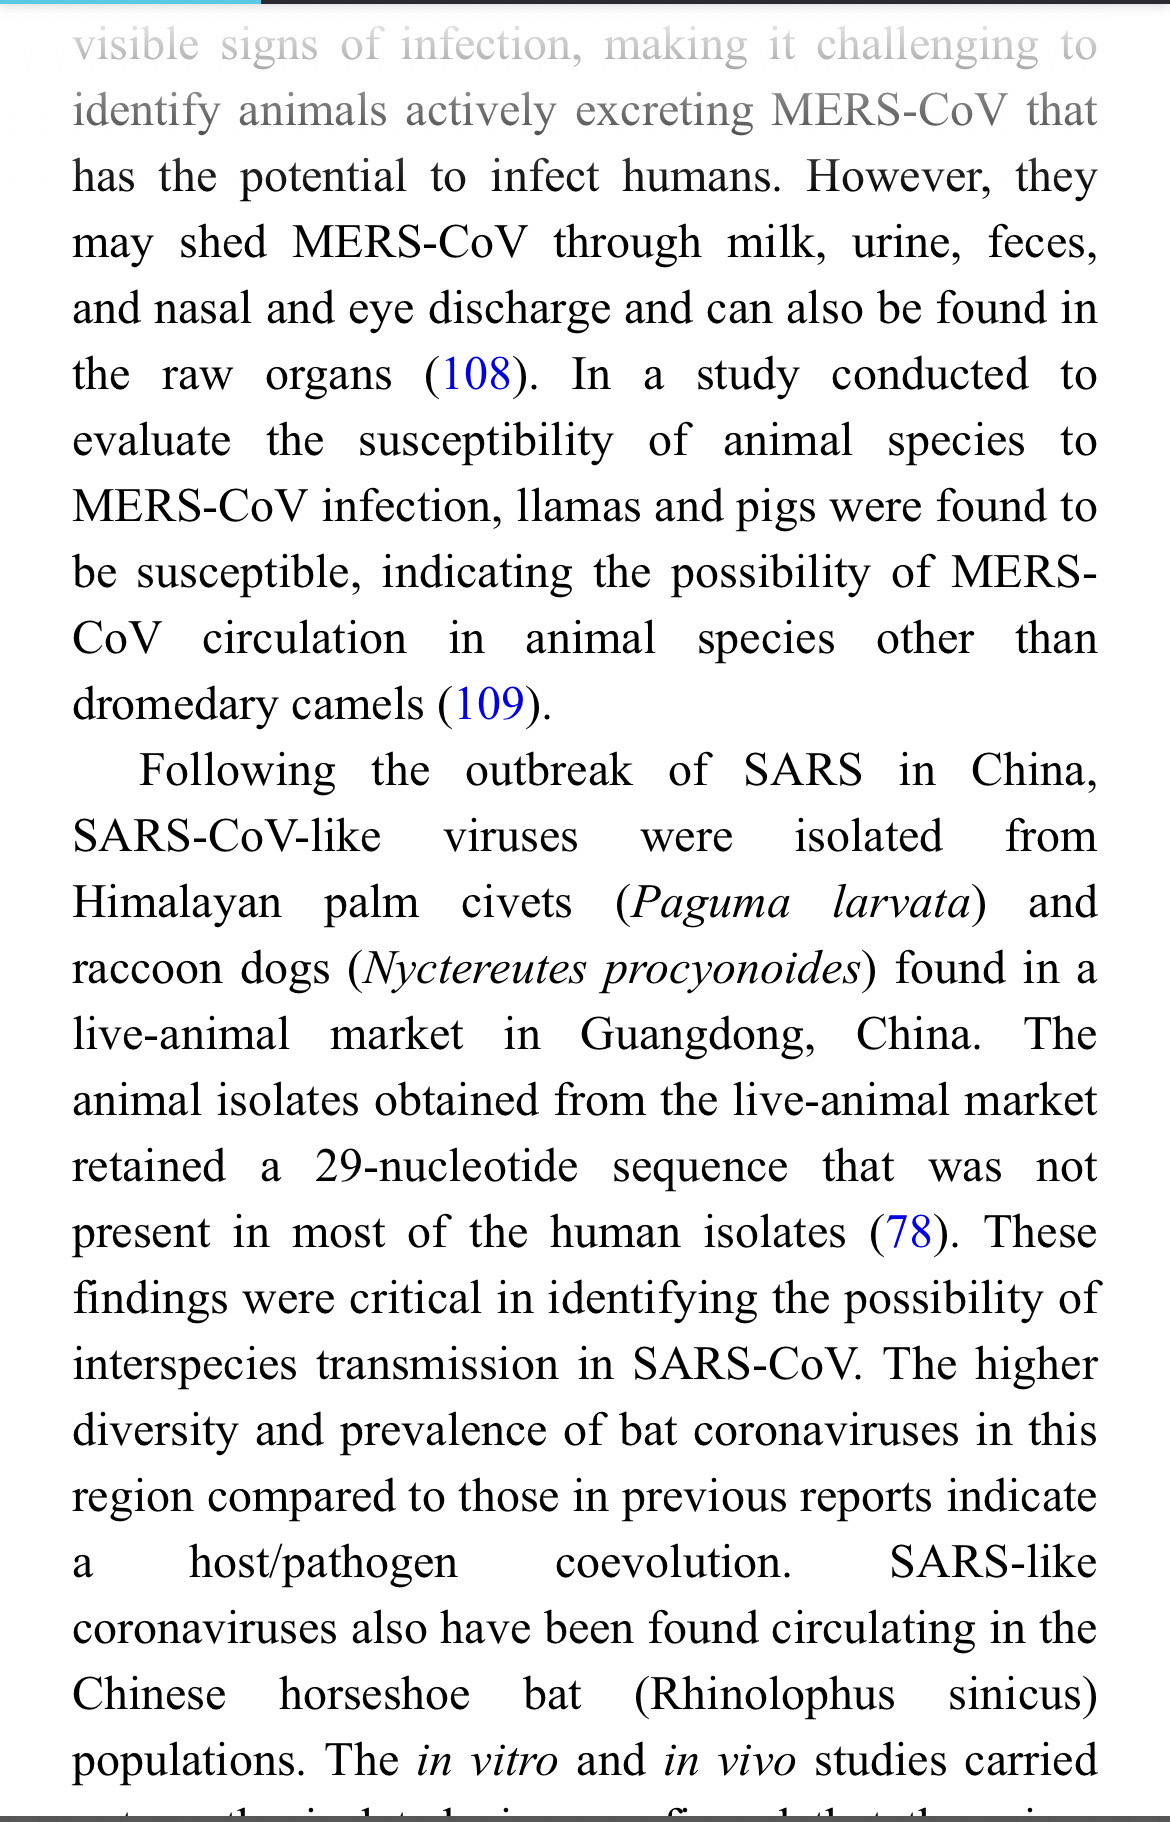 visible signs of infection, making it challenging to
identify animals actively excreting MERS-CoV that
has the potential to infect humans. However, they
may shed MERS-CoV through milk, urine, feces,
and nasal and eye discharge and can also be found in
the raw organs (108). In a study conducted to
evaluate the susceptibility of animal species to
MERS-CoV infection, llamas and pigs were found to
be susceptible, indicating the possibility of MERS-
CoV circulation in animal species other than
dromedary camels (109).
Following the outbreak of SARS in China,
SARS-CoV-like viruses were isolated from
Himalayan palm civets (Paguma larvata) and
raccoon dogs (Nyctereutes procyonoides) found in a
live-animal market in Guangdong, China. The
animal isolates obtained from the live-animal market
retained a 29-nucleotide sequence that was not
present in most of the human isolates (78). These
findings were critical in identifying the possibility of
interspecies transmission in SARS-CoV. The higher
diversity and prevalence of bat coronaviruses in this
region compared to those in previous reports indicate
a host/pathogen coevolution. SARS-like
coronaviruses also have been found circulating in the
Chinese horseshoe bat (Rhinolophus sinicus)
populations. The in vitro and in vivo studies carried